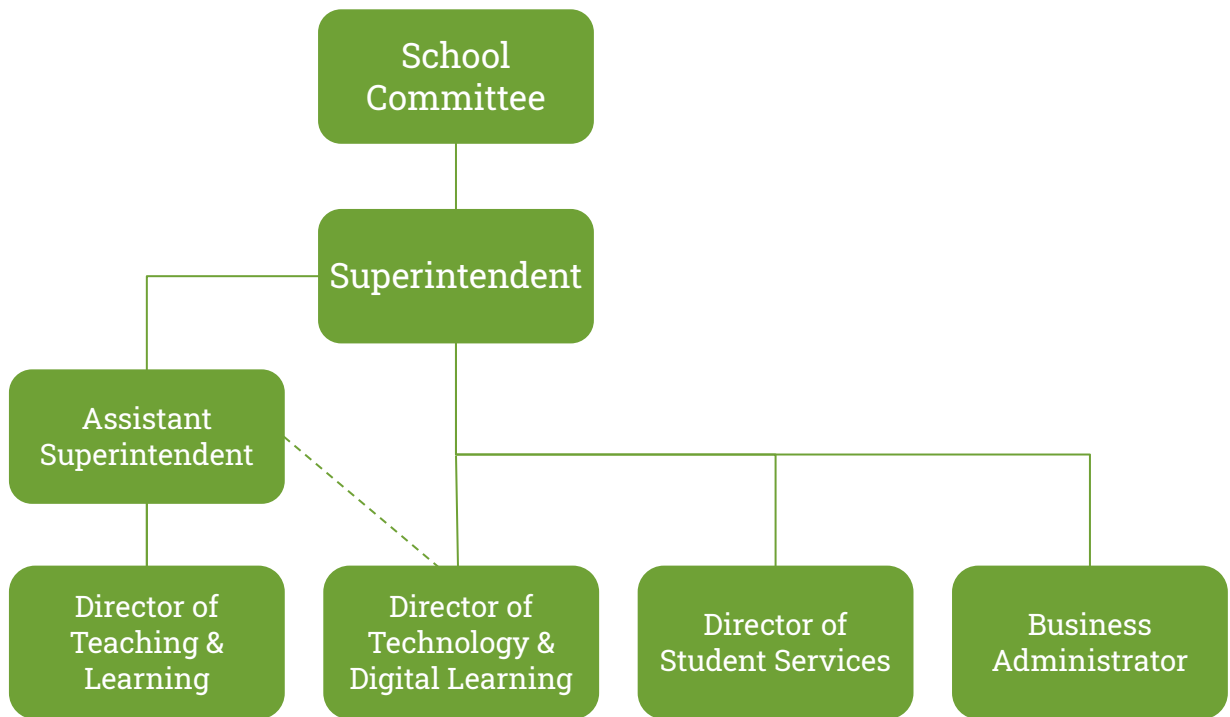 School
Committee
Superintendent
Assistant
Superintendent
Director of
Teaching &
Learning
Director of
Technology &
Digital Learning
Director of
Student Services
Business
Administrator